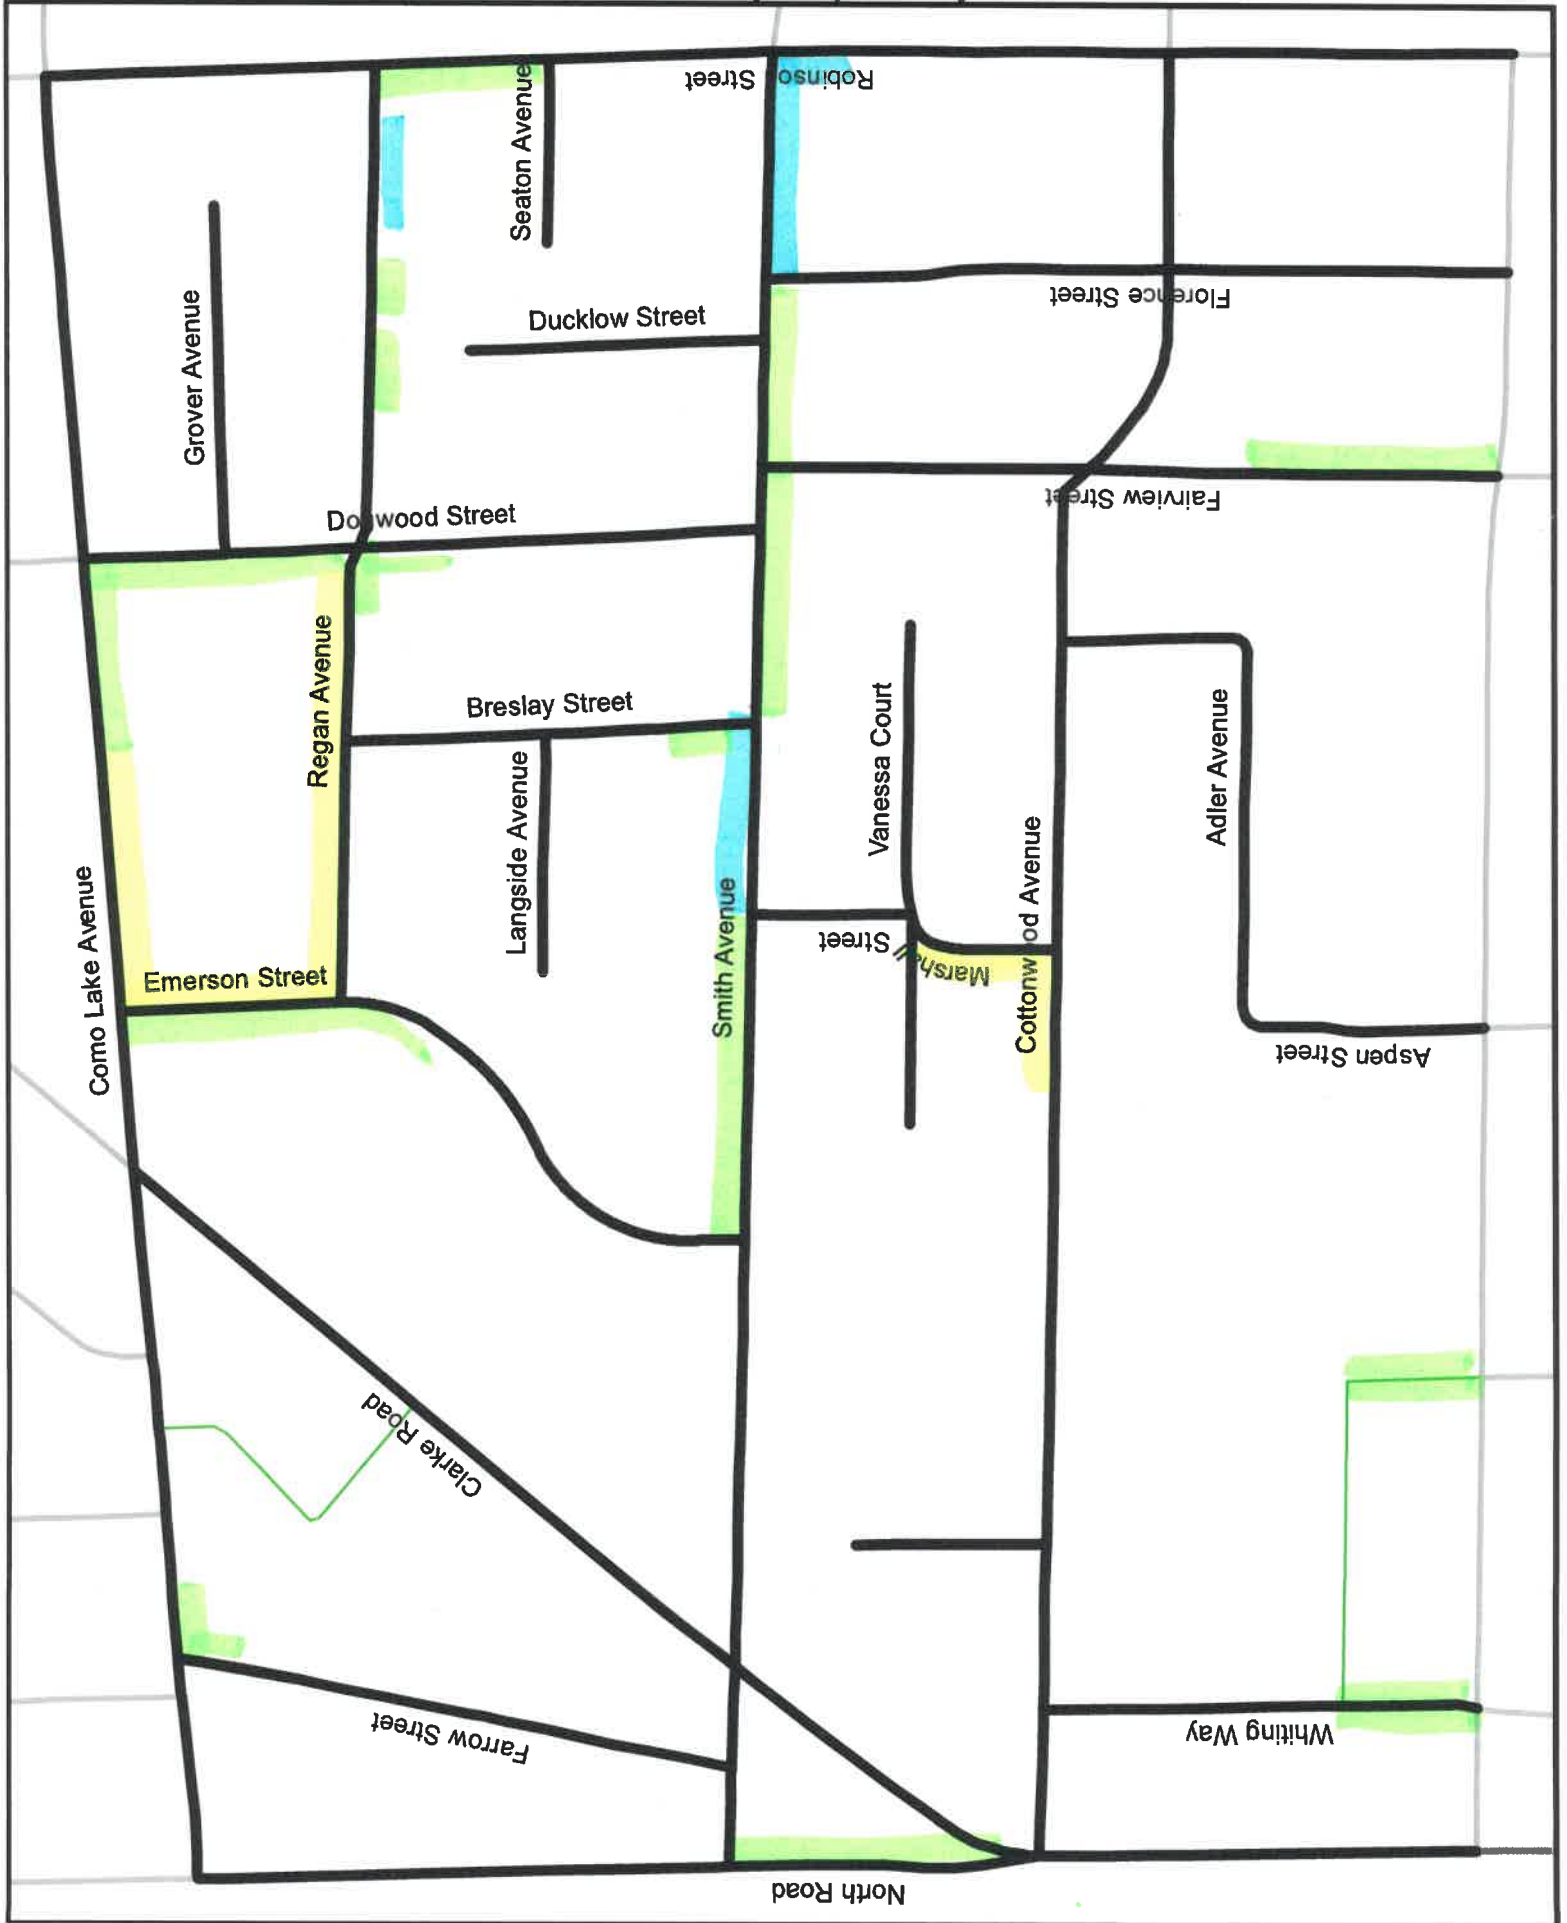 Robinson
Street
Seaton Avenue
Grover Avenue
Ducklow Street
Florence Street
Dogwood Street
Fairview Street
Regan Avenue
Breslay Street
Vanessa Court
Adler Avenue
Langside Avenue
Como Lake Avenue
Smith Avenue
Cottonwood Avenue
Emerson Street
Marshall
Street
Aspen Street
Clarke Road
Farrow Street
Whiting Way
North Road